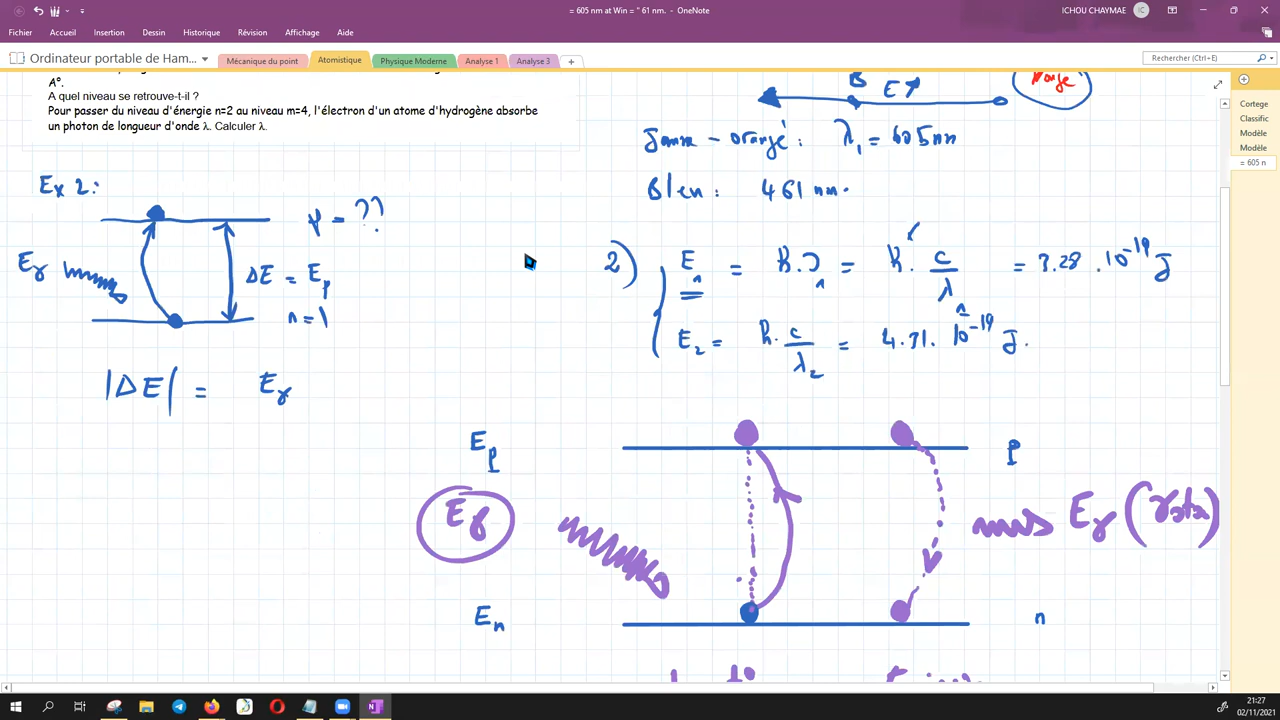 = 605 nm at Win = " 61 nm. - OneNote
ICHOU CHAYMAE
IC
Fichier Accueil Insertion Dessin Historique Révision Affichage Aide
Ordinateur portable de Ham...
Mécanique du point
Atomistique
Physique Moderne
Analyse 1
Analyse 3
Rechercher (Ctrl+E)
Cortege
Classific
Modèle
Modèle
= 605 n
A°.
A quel niveau se retrouve-t-il ?
Pour passer du niveau d'énergie n=2 au niveau m=4, l'électron d'un atome d'hydrogène absorbe
un photon de longueur d'onde λ. Calculer λ.
B E↗
Jaune - orangé : λ1 = 605nm
Bleu : 461 nm.
Ex 2:
p = ??
Eγ
ΔE = Ep
n = 1
|ΔE| = Eγ
2) E = h.ν = h. c/λ = 3.28 .10^-19 J
E2 = h. c/λ2 = 4.31. 10^-19 J.
Ep
p
Eγ
Eγ
En
n
21:27
02/11/2021